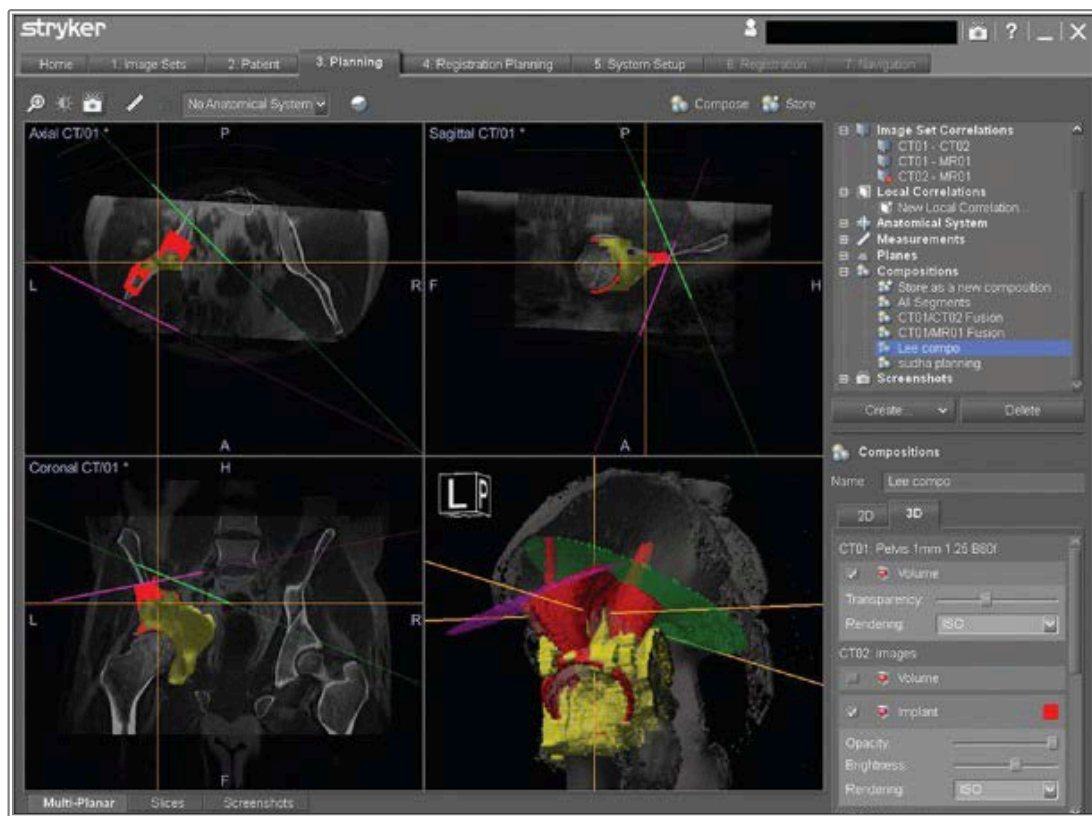 stryker
?
Home 1. Image Sets 2. Patient 3. Planning 4. Registration Planning 5. System Setup 6. Registration 7. Navigation
No Anatomical System Compose Store
Axial CT/01 * P
L R
A
Sagittal CT/01 * P
F H
A
Coronal CT/01 * H
L R
F
L P
Image Set Correlations
CT01 - CT02
CT01 - MR01
CT02 - MR01
Local Correlations
New Local Correlation...
Anatomical System
Measurements
Planes
Compositions
Store as a new composition...
All Segments
CT01/CT02 Fusion
CT01/MR01 Fusion
Lee compo
sudha planning
Screenshots
Create... Delete
Compositions
Name Lee compo
2D 3D
CT01: Pelvis 1mm 1.25 B80f
Volume
Transparency:
Rendering: ISO
CT02: images
Volume
Implant
Opacity:
Brightness:
Rendering: ISO
Multi-Planar Slices Screenshots